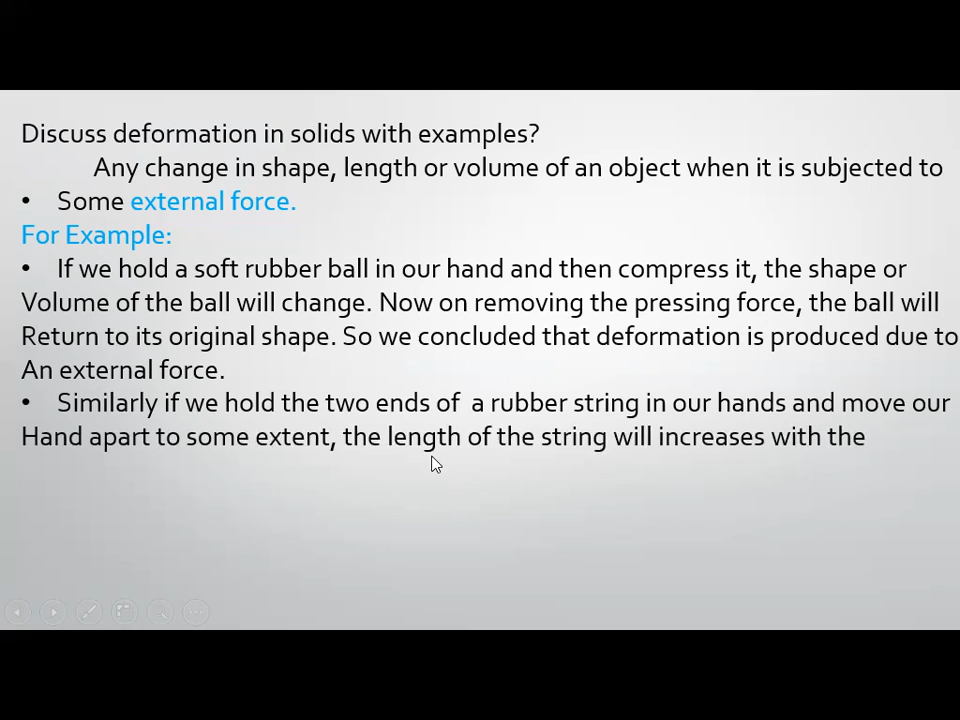 Discuss deformation in solids with examples?
Any change in shape, length or volume of an object when it is subjected to
• Some external force.
For Example:
• If we hold a soft rubber ball in our hand and then compress it, the shape or
Volume of the ball will change. Now on removing the pressing force, the ball will
Return to its original shape. So we concluded that deformation is produced due to
An external force.
• Similarly if we hold the two ends of a rubber string in our hands and move our
Hand apart to some extent, the length of the string will increases with the